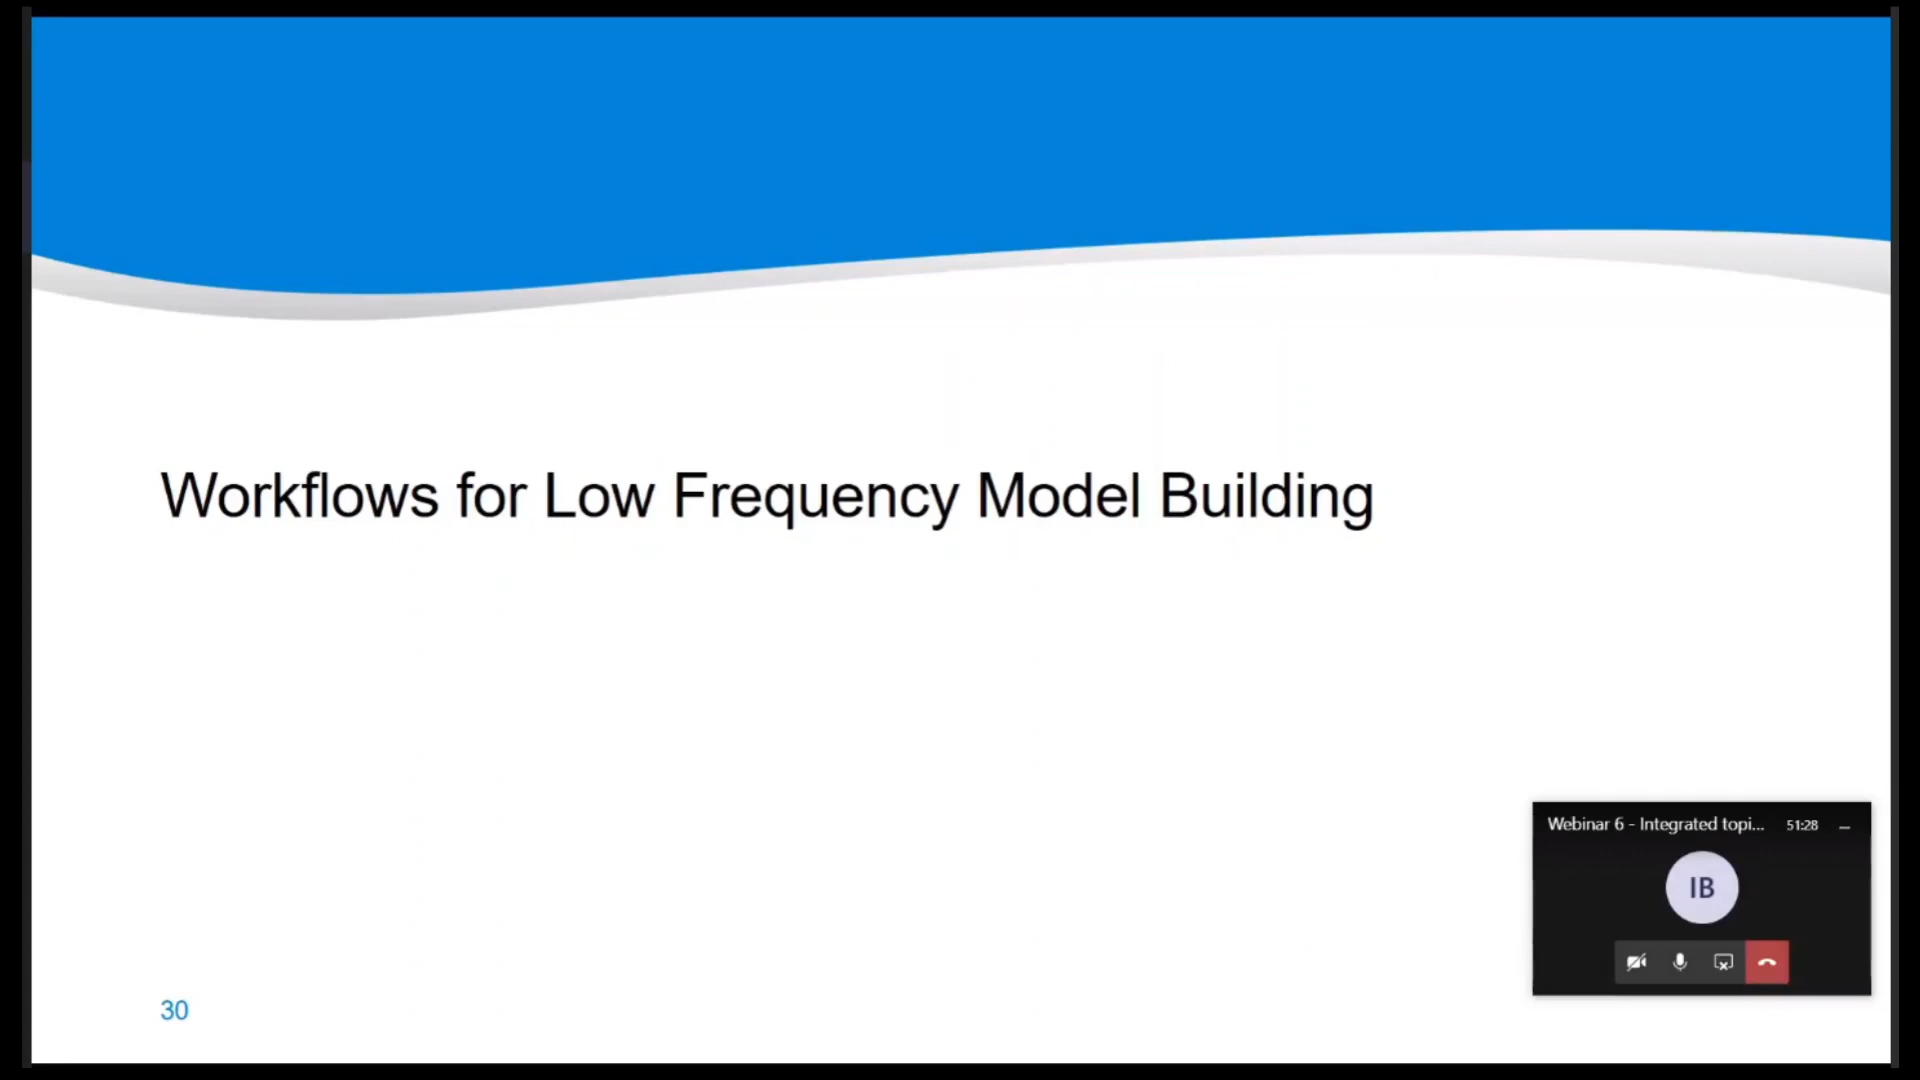 Workflows for Low Frequency Model Building
Webinar 6 - Integrated topi... 51:28
IB
30